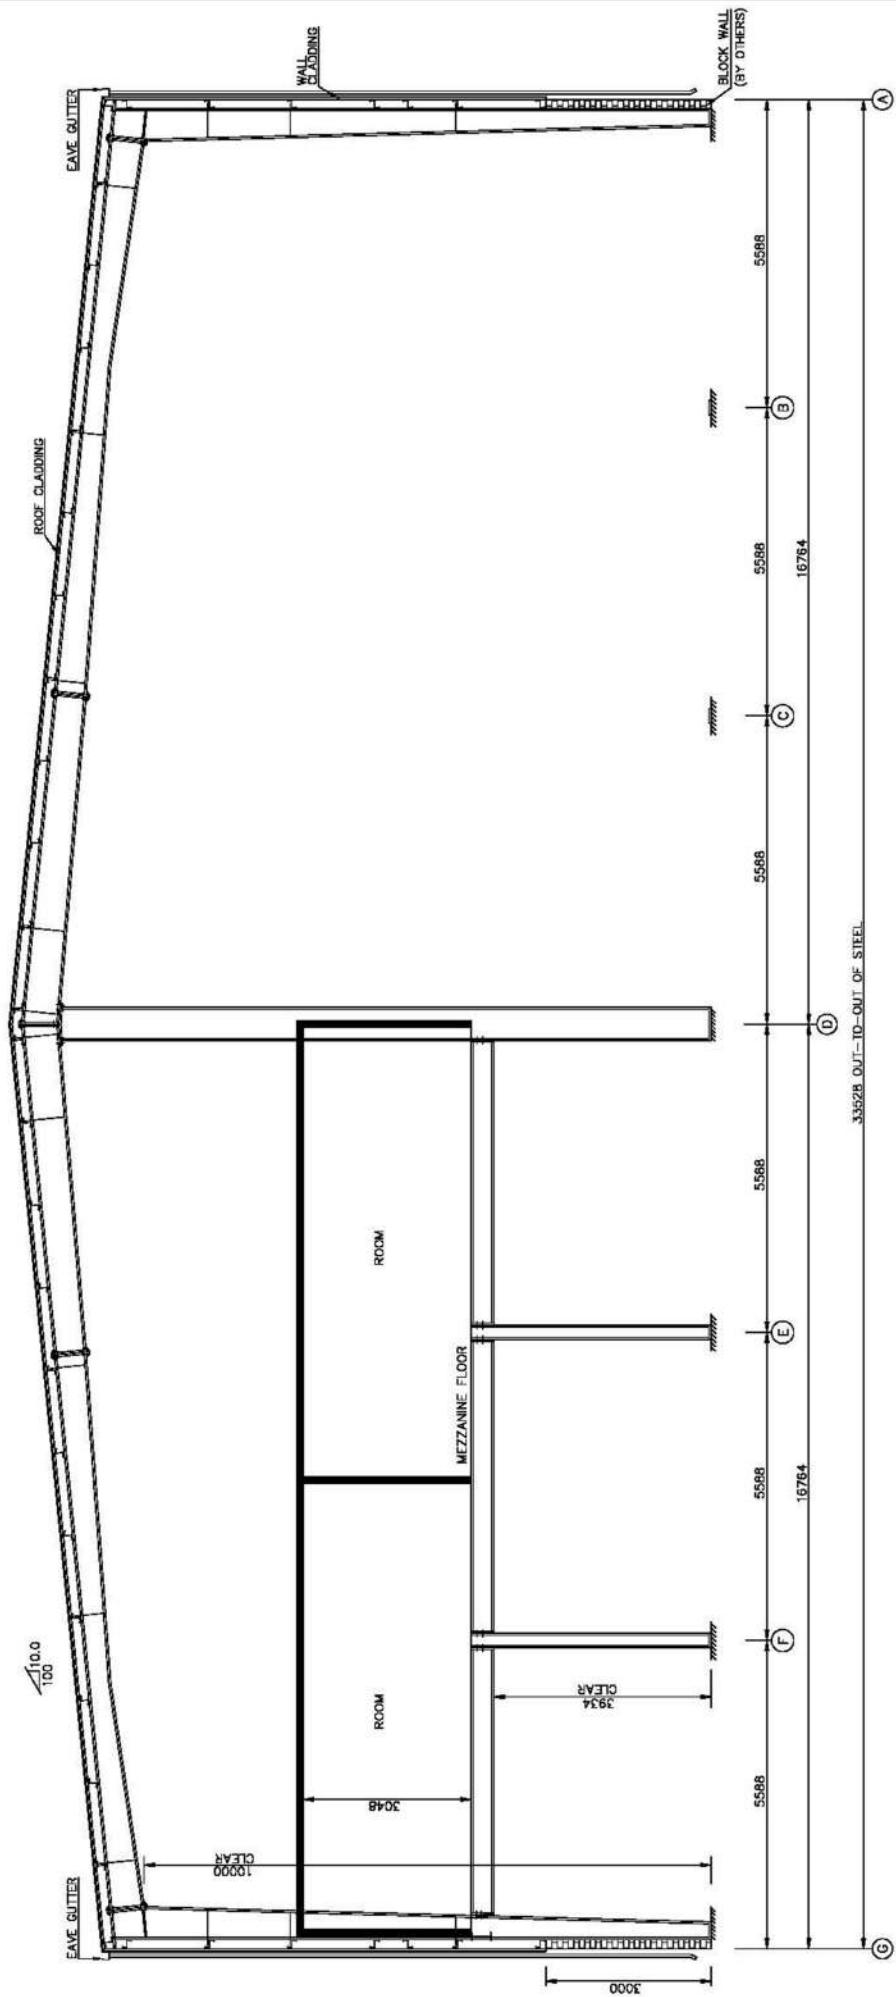 EAVE GUTTER
10.0
100
ROOF CLADDING
EAVE GUTTER
WALL
CLADDING
BLOCK WALL
(BY OTHERS)
10000
CLEAR
3048
ROOM
ROOM
MEZZANINE FLOOR
3934
CLEAR
3000
5588
5588
5588
5588
5588
5588
16764
16764
33528 OUT-TO-OUT OF STEEL
G
F
E
D
C
B
A